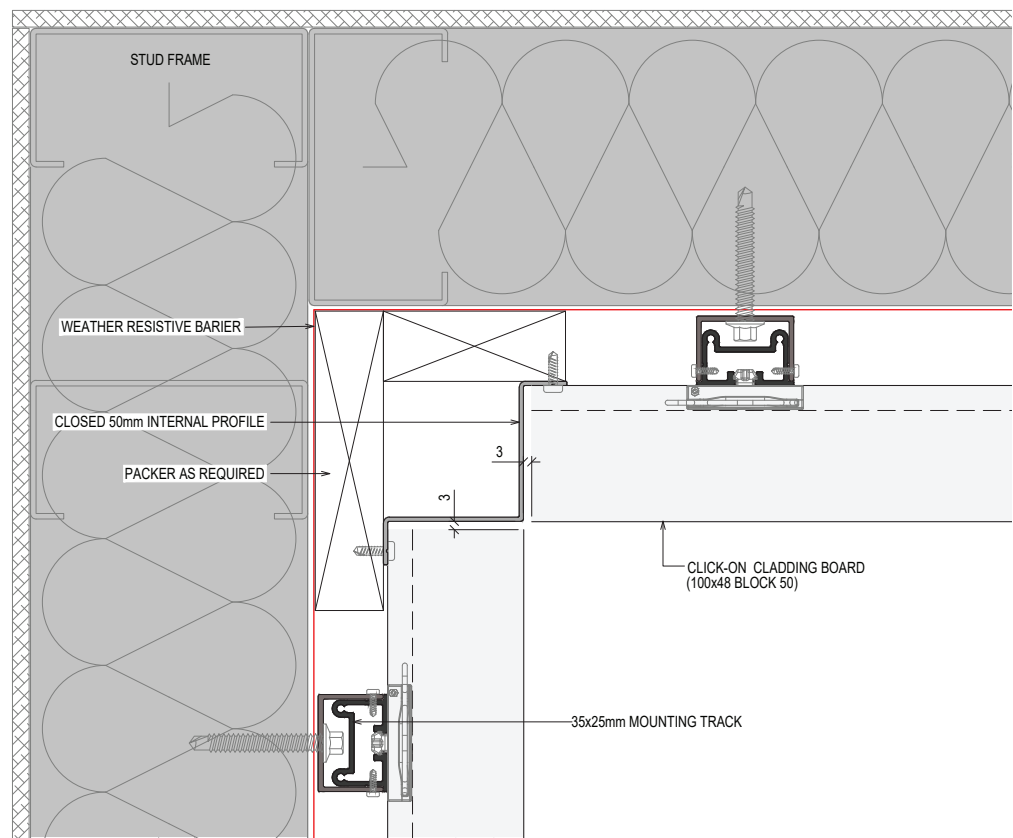 STUD FRAME
WEATHER RESISTIVE BARIER
CLOSED 50mm INTERNAL PROFILE
3
PACKER AS REQUIRED
3
CLICK-ON CLADDING BOARD
(100x48 BLOCK 50)
35x25mm MOUNTING TRACK